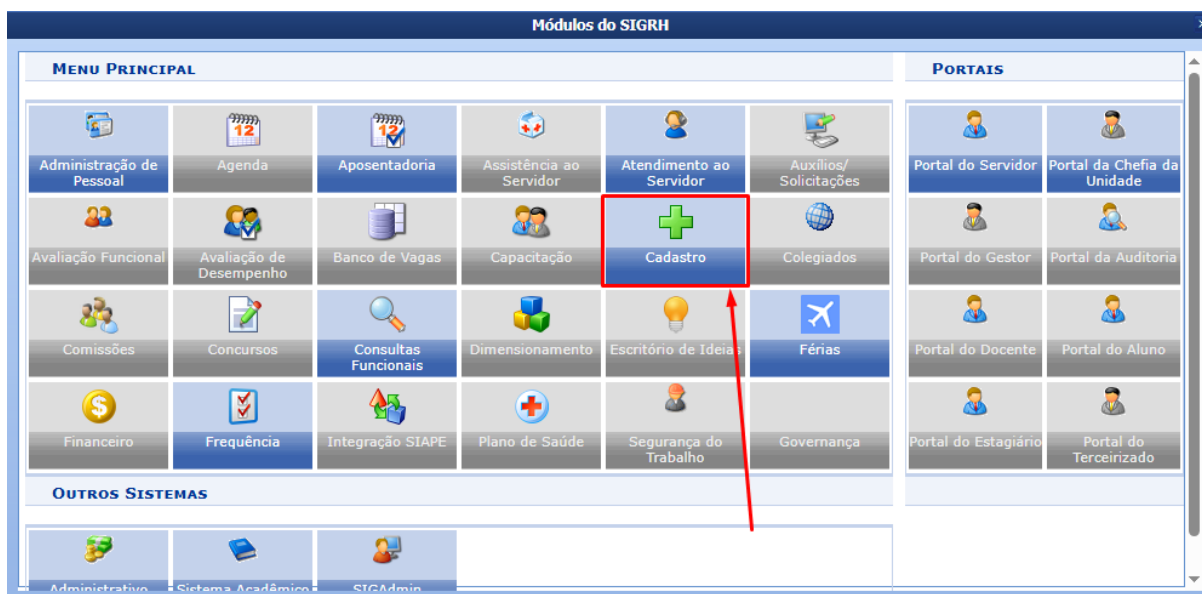 Módulos do SIGRH
MENU PRINCIPAL
PORTAIS
12
12
Administração de
Pessoal
Agenda
Aposentadoria
Assistência ao
Servidor
Atendimento ao
Servidor
Auxílios/
Solicitações
Portal do Servidor
Portal da Chefia da
Unidade
Avaliação Funcional
Avaliação de
Desempenho
Banco de Vagas
Capacitação
Cadastro
Colegiados
Portal do Gestor
Portal da Auditoria
Comissões
Concursos
Consultas
Funcionais
Dimensionamento
Escritório de Ideias
Férias
Portal do Docente
Portal do Aluno
Financeiro
Frequência
Integração SIAPE
Plano de Saúde
Segurança do
Trabalho
Governança
Portal do Estagiário
Portal do
Terceirizado
OUTROS SISTEMAS
Administrativo
Sistema Acadêmico
SIGAdmin